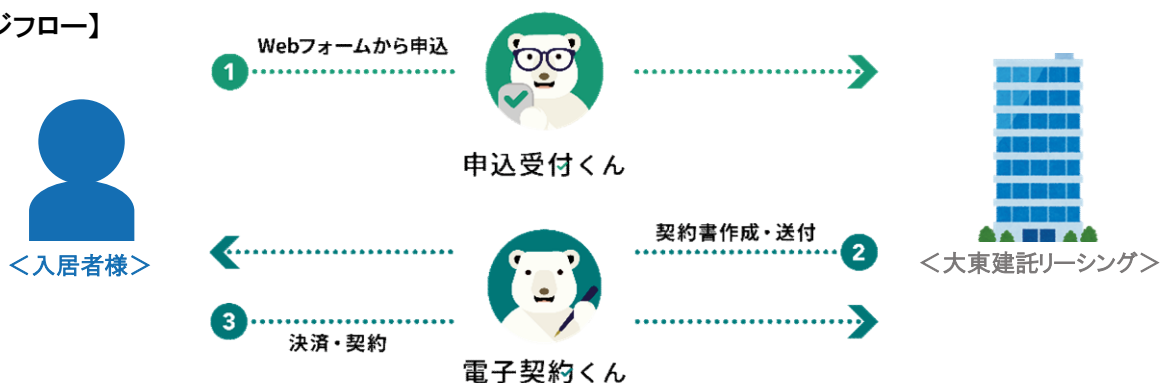 ジフロー】
1 Webフォームから申込
申込受付くん
契約書作成・送付 2
＜入居者様＞
＜大東建託リーシング＞
3
決済・契約
電子契約くん